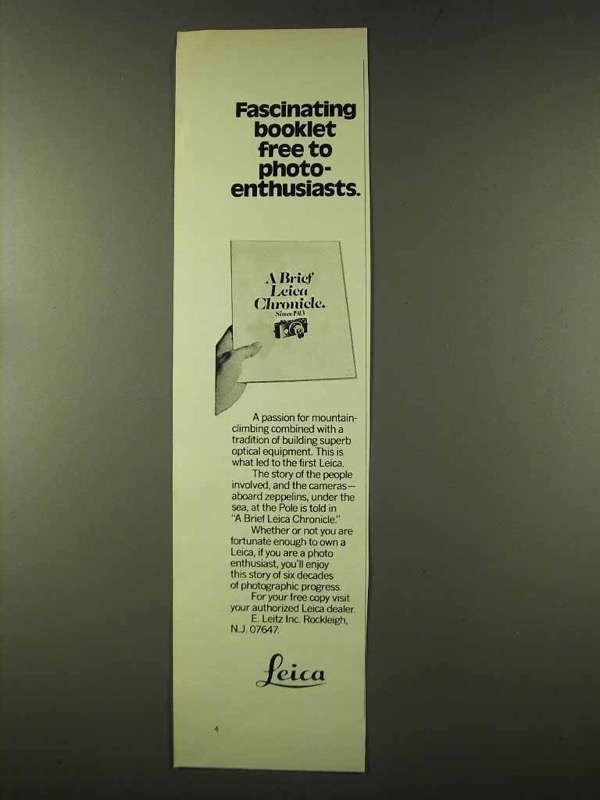 Fascinating
booklet
free to
photo-
enthusiasts.
A Brief
Leica
Chronicle.
Since 1913
A passion for mountain-
climbing combined with a
tradition of building superb
optical equipment. This is
what led to the first Leica.
The story of the people
involved, and the cameras—
aboard zeppelins, under the
sea, at the Pole is told in
"A Brief Leica Chronicle."
Whether or not you are
fortunate enough to own a
Leica, if you are a photo
enthusiast, you'll enjoy
this story of six decades
of photographic progress.
For your free copy visit
your authorized Leica dealer.
E. Leitz Inc. Rockleigh,
N.J. 07647.
Leica
4